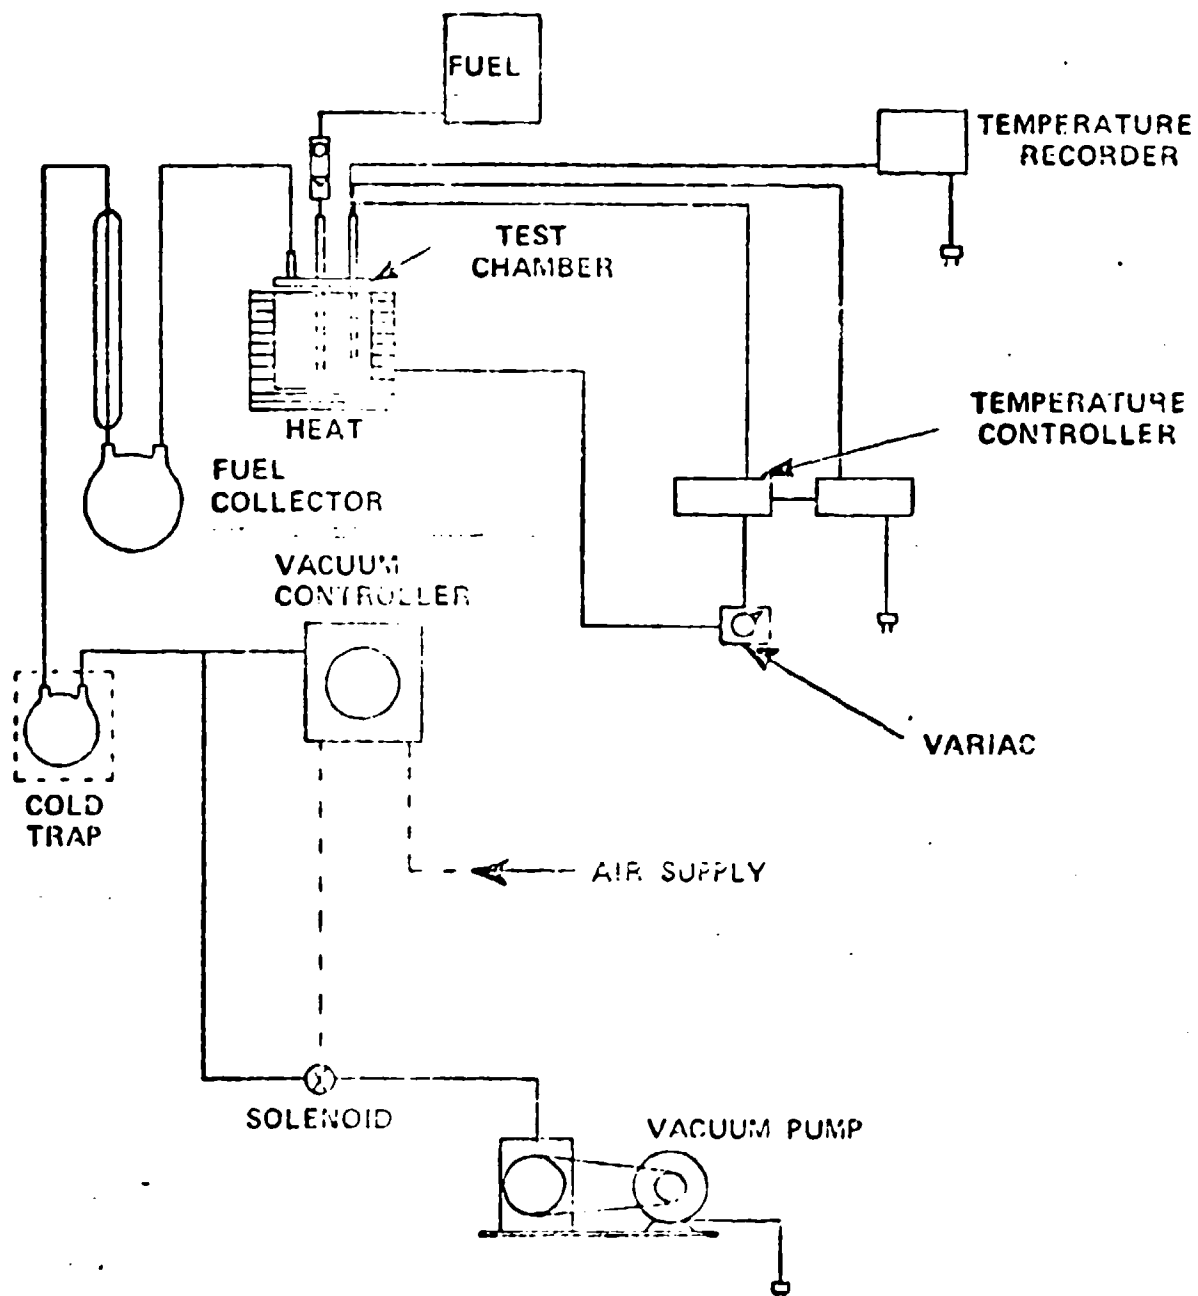 FUEL
TEMPERATURE
RECORDER
TEST
CHAMBER
HEAT
TEMPERATURE
CONTROLLER
FUEL
COLLECTOR
VACUUM
CONTROLLER
VARIAC
COLD
TRAP
AIR SUPPLY
SOLENOID
VACUUM PUMP